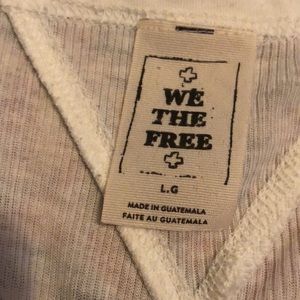 WE
THE
FREE
L.G
MADE IN GUATEMALA
FAITE AU GUATEMALA